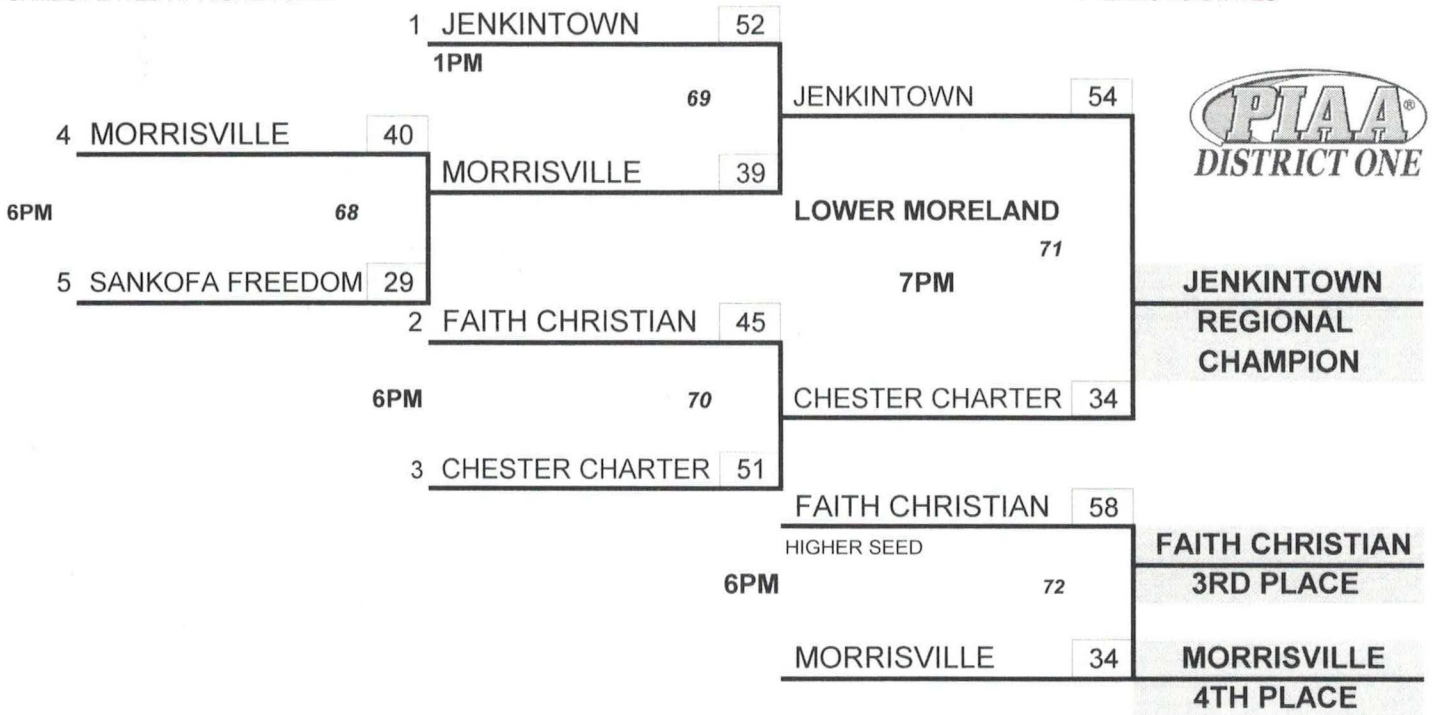 1 JENKINTOWN 52
1PM
69
JENKINTOWN 54
4 MORRISVILLE 40
MORRISVILLE 39
6PM
68
LOWER MORELAND
71
7PM
5 SANKOFA FREEDOM 29
2 FAITH CHRISTIAN 45
6PM
70
CHESTER CHARTER 34
3 CHESTER CHARTER 51
PIAA®
DISTRICT ONE
JENKINTOWN
REGIONAL
CHAMPION
FAITH CHRISTIAN 58
HIGHER SEED
6PM
72
MORRISVILLE 34
FAITH CHRISTIAN
3RD PLACE
MORRISVILLE
4TH PLACE